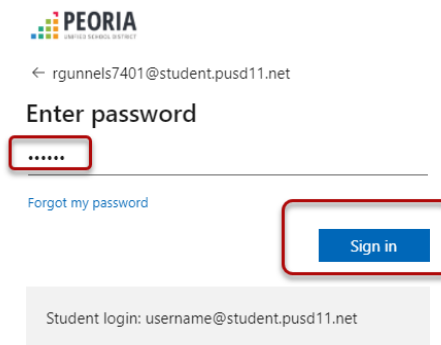 PEORIA
UNIFIED SCHOOL DISTRICT
← rgunnels7401@student.pusd11.net
Enter password
••••••
Forgot my password
Sign in
Student login: username@student.pusd11.net